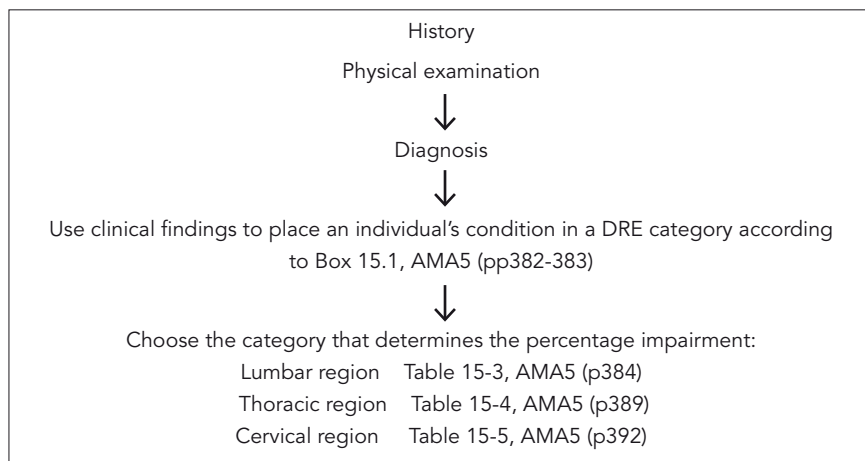 History
Physical examination
Diagnosis
Use clinical findings to place an individual’s condition in a DRE category according
to Box 15.1, AMA5 (pp382-383)
Choose the category that determines the percentage impairment:
Lumbar region Table 15-3, AMA5 (p384)
Thoracic region Table 15-4, AMA5 (p389)
Cervical region Table 15-5, AMA5 (p392)